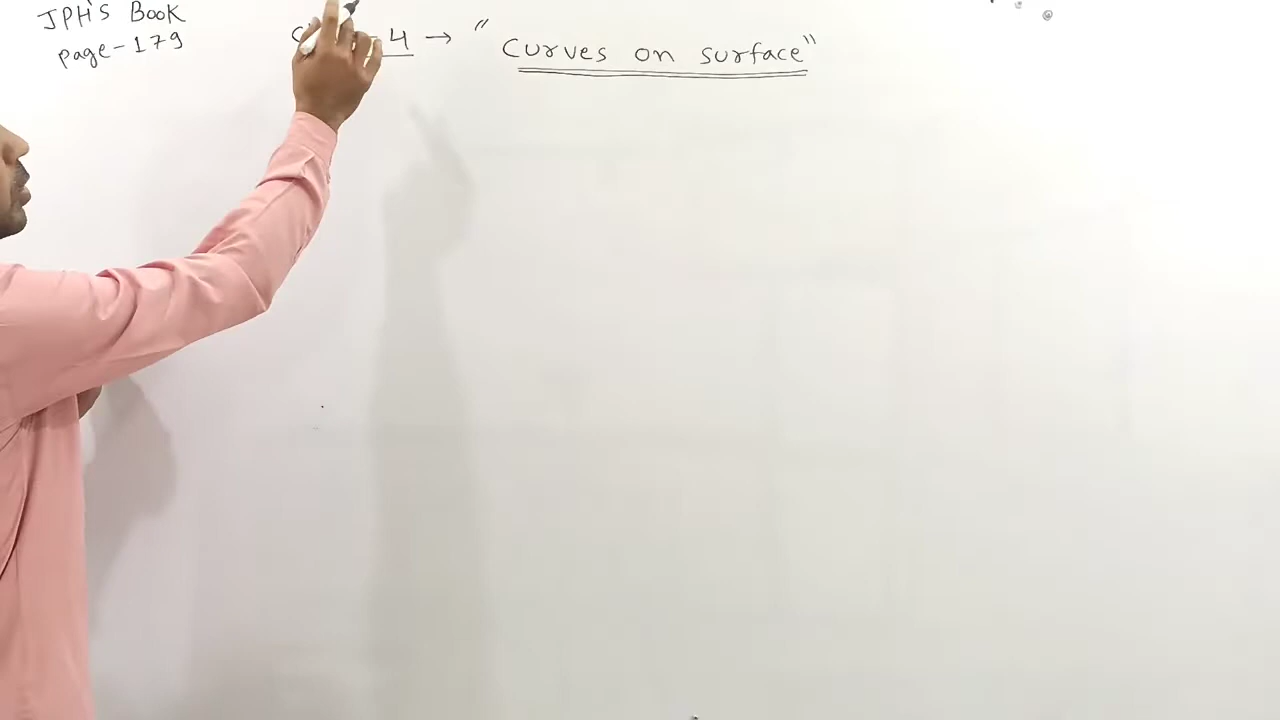 JPH'S Book
page-179
-4 → " Curves on surface"